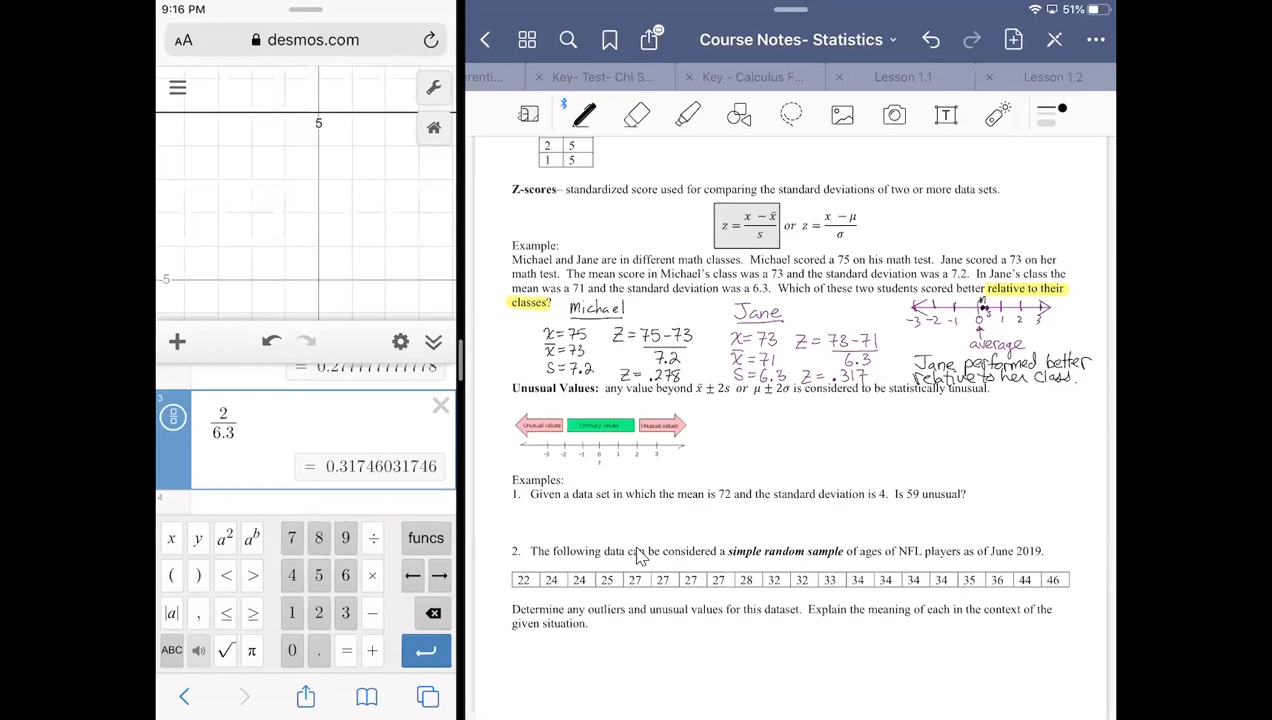 9:16 PM
51%
AA
desmos.com
Course Notes- Statistics
erenti...
Key- Test- Chi S...
Key - Calculus F...
Lesson 1.1
Lesson 1.2
5
-5
0.277777777778
3
2
6.3
= 0.31746031746
4
x y a² aᵇ 7 8 9 ÷ funcs
( ) < > 4 5 6 × ← →
|a| , ≤ ≥ 1 2 3 −
ABC √ π 0 . = +
2 5
1 5
Z-scores– standardized score used for comparing the standard deviations of two or more data sets.
z = (x − x̄)/s or z = (x − μ)/σ
Example:
Michael and Jane are in different math classes. Michael scored a 75 on his math test. Jane scored a 73 on her
math test. The mean score in Michael's class was a 73 and the standard deviation was a 7.2. In Jane's class the
mean was a 71 and the standard deviation was a 6.3. Which of these two students scored better relative to their
classes?
Michael
x = 75
x̄ = 73
S = 7.2
Z = 75-73
7.2
Z = .278
Jane
x = 73
x̄ = 71
S = 6.3
Z = 73-71
6.3
Z = .317
-3 -2 -1 0 1 2 3
average
Jane performed better
relative to her class.
Unusual Values: any value beyond x̄ ± 2s or μ ± 2σ is considered to be statistically unusual.
Unusual values
Ordinary values
Unusual values
-3 -2 -1 0 1 2 3
z
Examples:
1. Given a data set in which the mean is 72 and the standard deviation is 4. Is 59 unusual?
2. The following data can be considered a simple random sample of ages of NFL players as of June 2019.
22 24 24 25 27 27 27 27 28 32 32 33 34 34 34 34 35 36 44 46
Determine any outliers and unusual values for this dataset. Explain the meaning of each in the context of the
given situation.